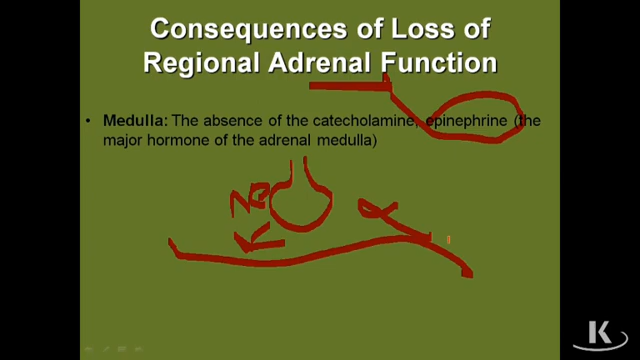 Consequences of Loss of
Regional Adrenal Function
• Medulla: The absence of the catecholamine, epinephrine (the
major hormone of the adrenal medulla)
NE
α
K